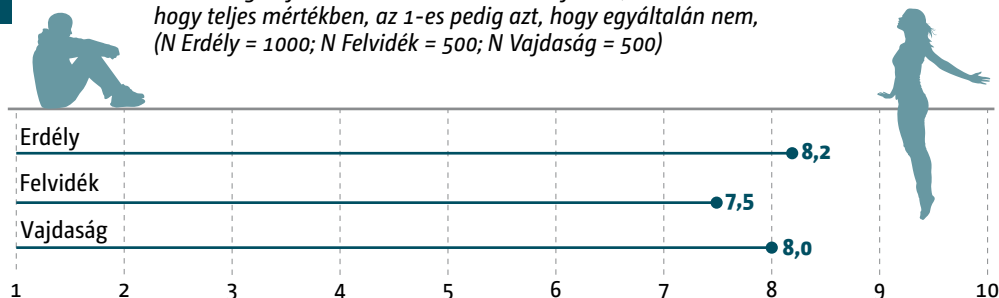 hogy teljes mértékben, az 1-es pedig azt, hogy egyáltalán nem,
(N Erdély = 1000; N Felvidék = 500; N Vajdaság = 500)
Erdély
8,2
Felvidék
7,5
Vajdaság
8,0
1 2 3 4 5 6 7 8 9 10